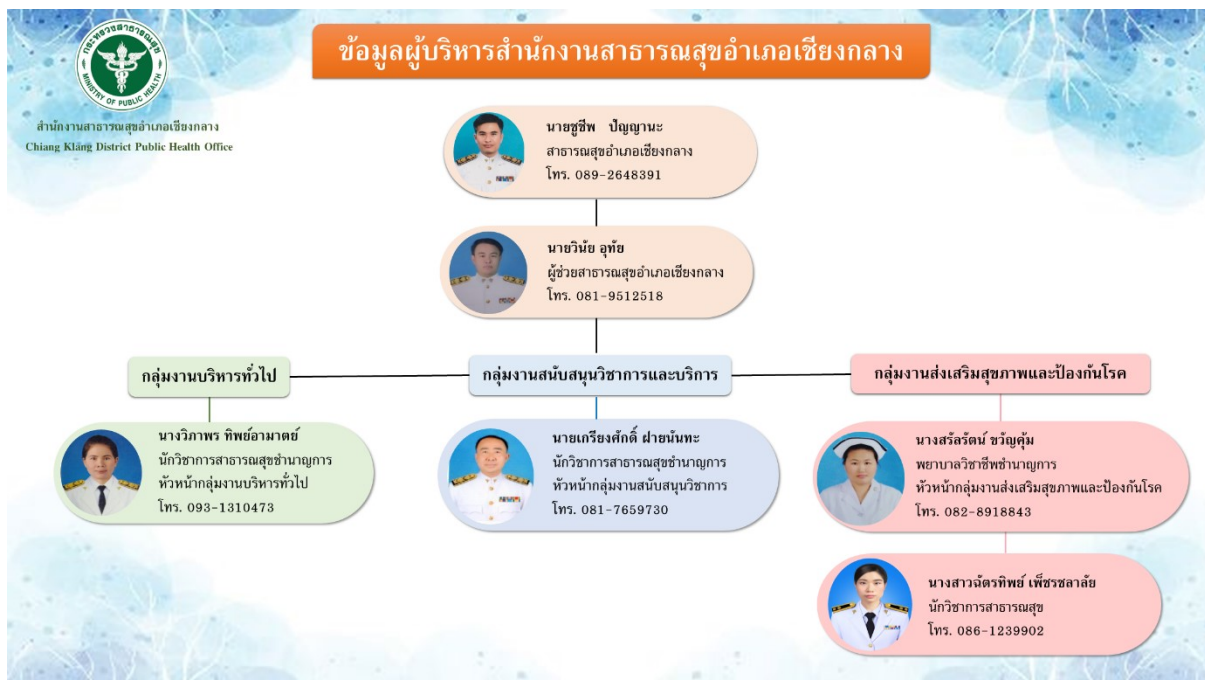 ข้อมูลผู้บริหารสำนักงานสาธารณสุขอำเภอเชียงกลาง
กระทรวงสาธารณสุข
MINISTRY OF PUBLIC HEALTH
สำนักงานสาธารณสุขอำเภอเชียงกลาง
Chiang Klang District Public Health Office
นายชูชีพ ปัญญานะ
สาธารณสุขอำเภอเชียงกลาง
โทร. 089-2648391
นายวินัย อุทัย
ผู้ช่วยสาธารณสุขอำเภอเชียงกลาง
โทร. 081-9512518
กลุ่มงานบริหารทั่วไป
นางวิภาพร ทิพย์อามาตย์
นักวิชาการสาธารณสุขชำนาญการ
หัวหน้ากลุ่มงานบริหารทั่วไป
โทร. 093-1310473
กลุ่มงานสนับสนุนวิชาการและบริการ
นายเกรียงศักดิ์ ฝายนันทะ
นักวิชาการสาธารณสุขชำนาญการ
หัวหน้ากลุ่มงานสนับสนุนวิชาการ
โทร. 081-7659730
กลุ่มงานส่งเสริมสุขภาพและป้องกันโรค
นางสรัลรัตน์ ขวัญคุ้ม
พยาบาลวิชาชีพชำนาญการ
หัวหน้ากลุ่มงานส่งเสริมสุขภาพและป้องกันโรค
โทร. 082-8918843
นางสาวฉัตรทิพย์ เพ็ชรชลาลัย
นักวิชาการสาธารณสุข
โทร. 086-1239902